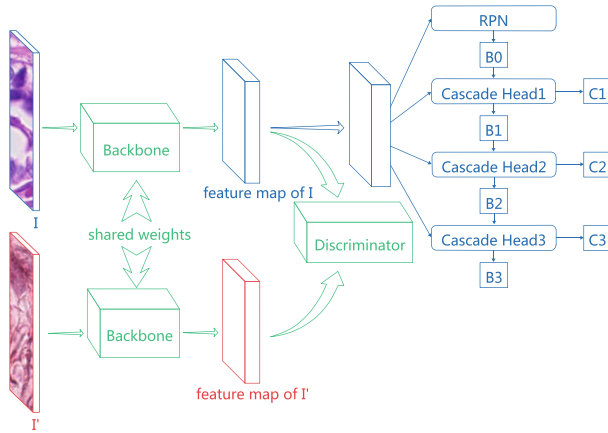 RPN
B0
Cascade Head1
C1
B1
Cascade Head2
C2
B2
Cascade Head3
C3
B3
Backbone
feature map of I
I
shared weights
Discriminator
Backbone
feature map of I'
I'